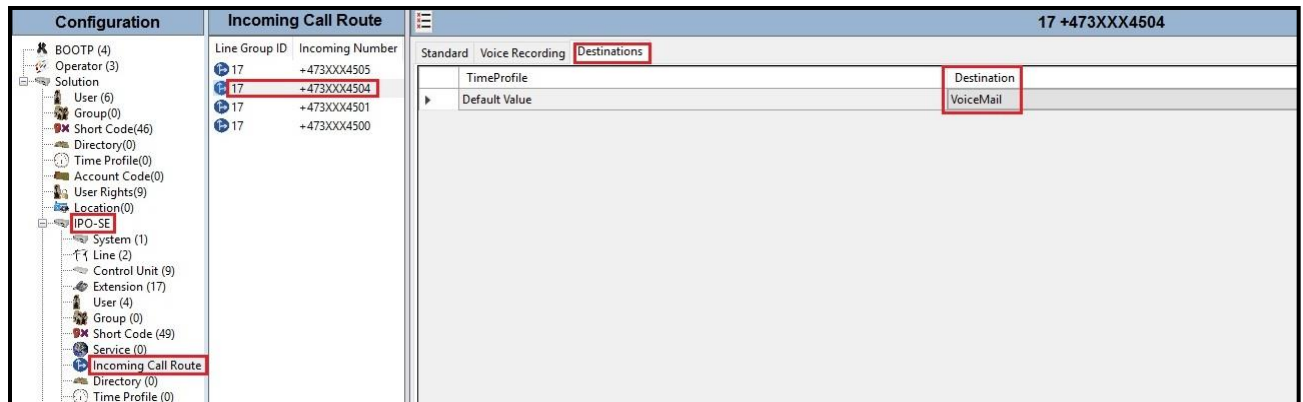 Configuration
BOOTP (4)
Operator (3)
Solution
User (6)
Group(0)
Short Code(46)
Directory(0)
Time Profile(0)
Account Code(0)
User Rights(9)
Location(0)
IPO-SE
System (1)
Line (2)
Control Unit (9)
Extension (17)
User (4)
Group (0)
Short Code (49)
Service (0)
Incoming Call Route
Directory (0)
Time Profile (0)
Incoming Call Route
Line Group ID Incoming Number
17 +473XXX4505
17 +473XXX4504
17 +473XXX4501
17 +473XXX4500
17 +473XXX4504
Standard Voice Recording Destinations
TimeProfile Destination
Default Value VoiceMail